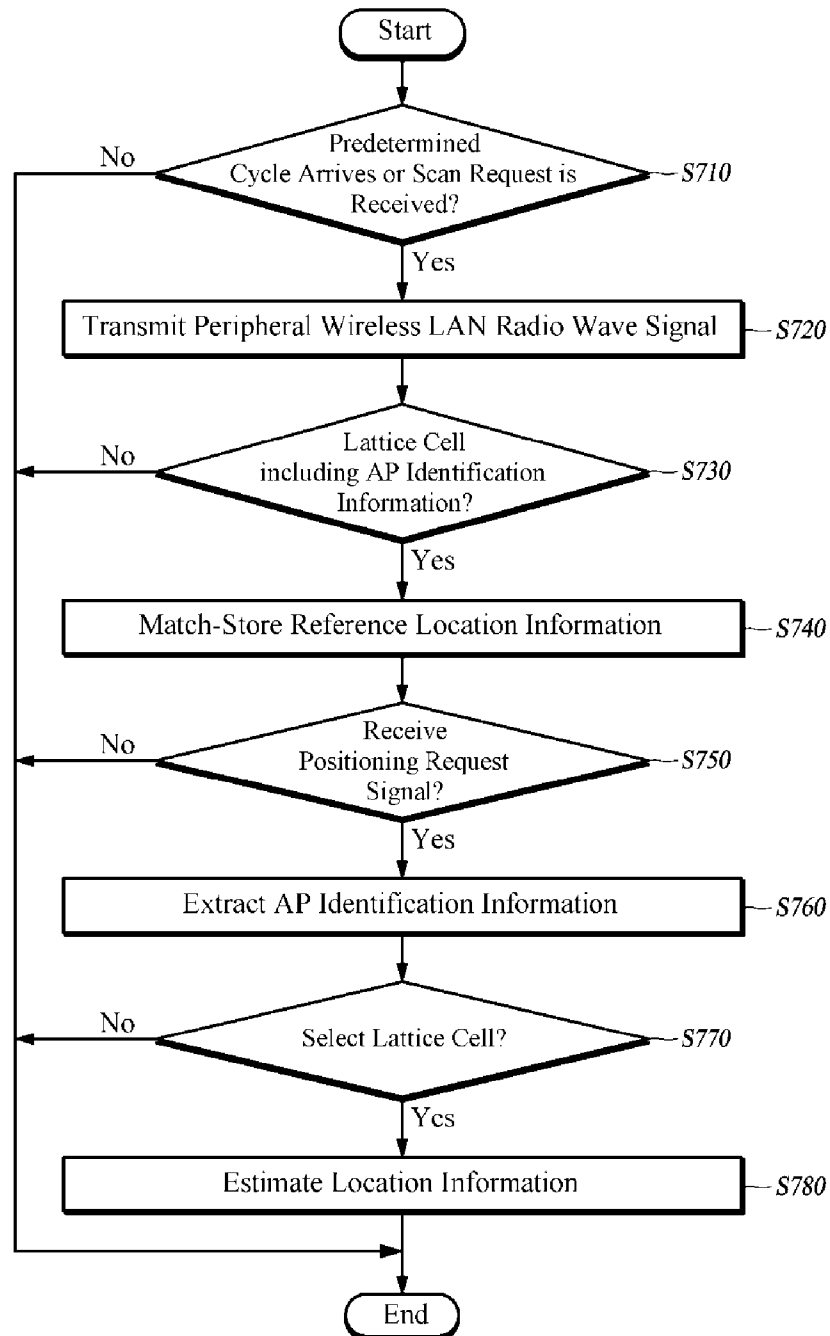 Start
Predetermined
Cycle Arrives or Scan Request is
Received?
No
S710
Yes
Transmit Peripheral Wireless LAN Radio Wave Signal
S720
Lattice Cell
including AP Identification
Information?
No
S730
Yes
Match-Store Reference Location Information
S740
Receive
Positioning Request
Signal?
No
S750
Yes
Extract AP Identification Information
S760
Select Lattice Cell?
No
S770
Yes
Estimate Location Information
S780
End